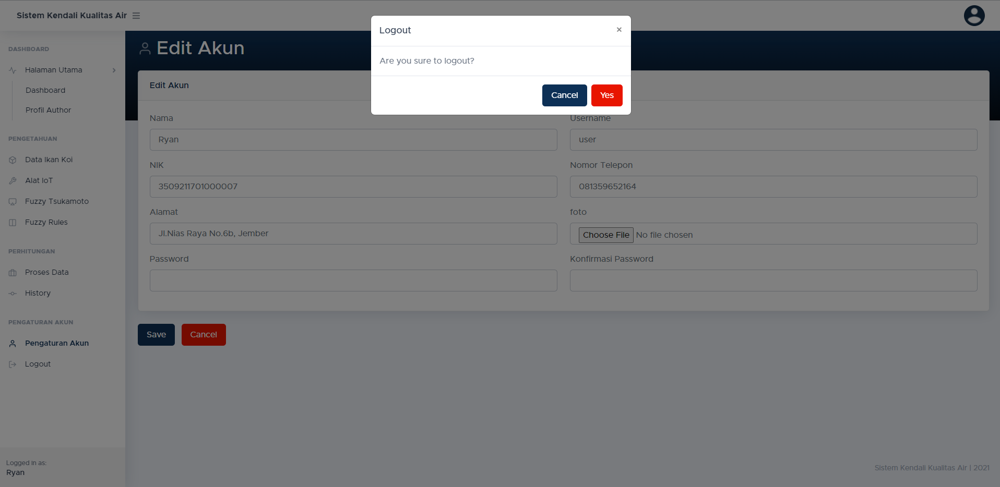 Sistem Kendali Kualitas Air
Logout
×
Are you sure to logout?
Cancel Yes
DASHBOARD
Halaman Utama
Dashboard
Profil Author
PENGETAHUAN
Data Ikan Koi
Alat IoT
Fuzzy Tsukamoto
Fuzzy Rules
PERHITUNGAN
Proses Data
History
PENGATURAN AKUN
Pengaturan Akun
Logout
Logged in as:
Ryan
Edit Akun
Edit Akun
Nama
Ryan
Username
user
NIK
3509211701000007
Nomor Telepon
081359652164
Alamat
Jl.Nias Raya No.6b, Jember
foto
Choose File No file chosen
Password
Konfirmasi Password
Save Cancel
Sistem Kendali Kualitas Air | 2021